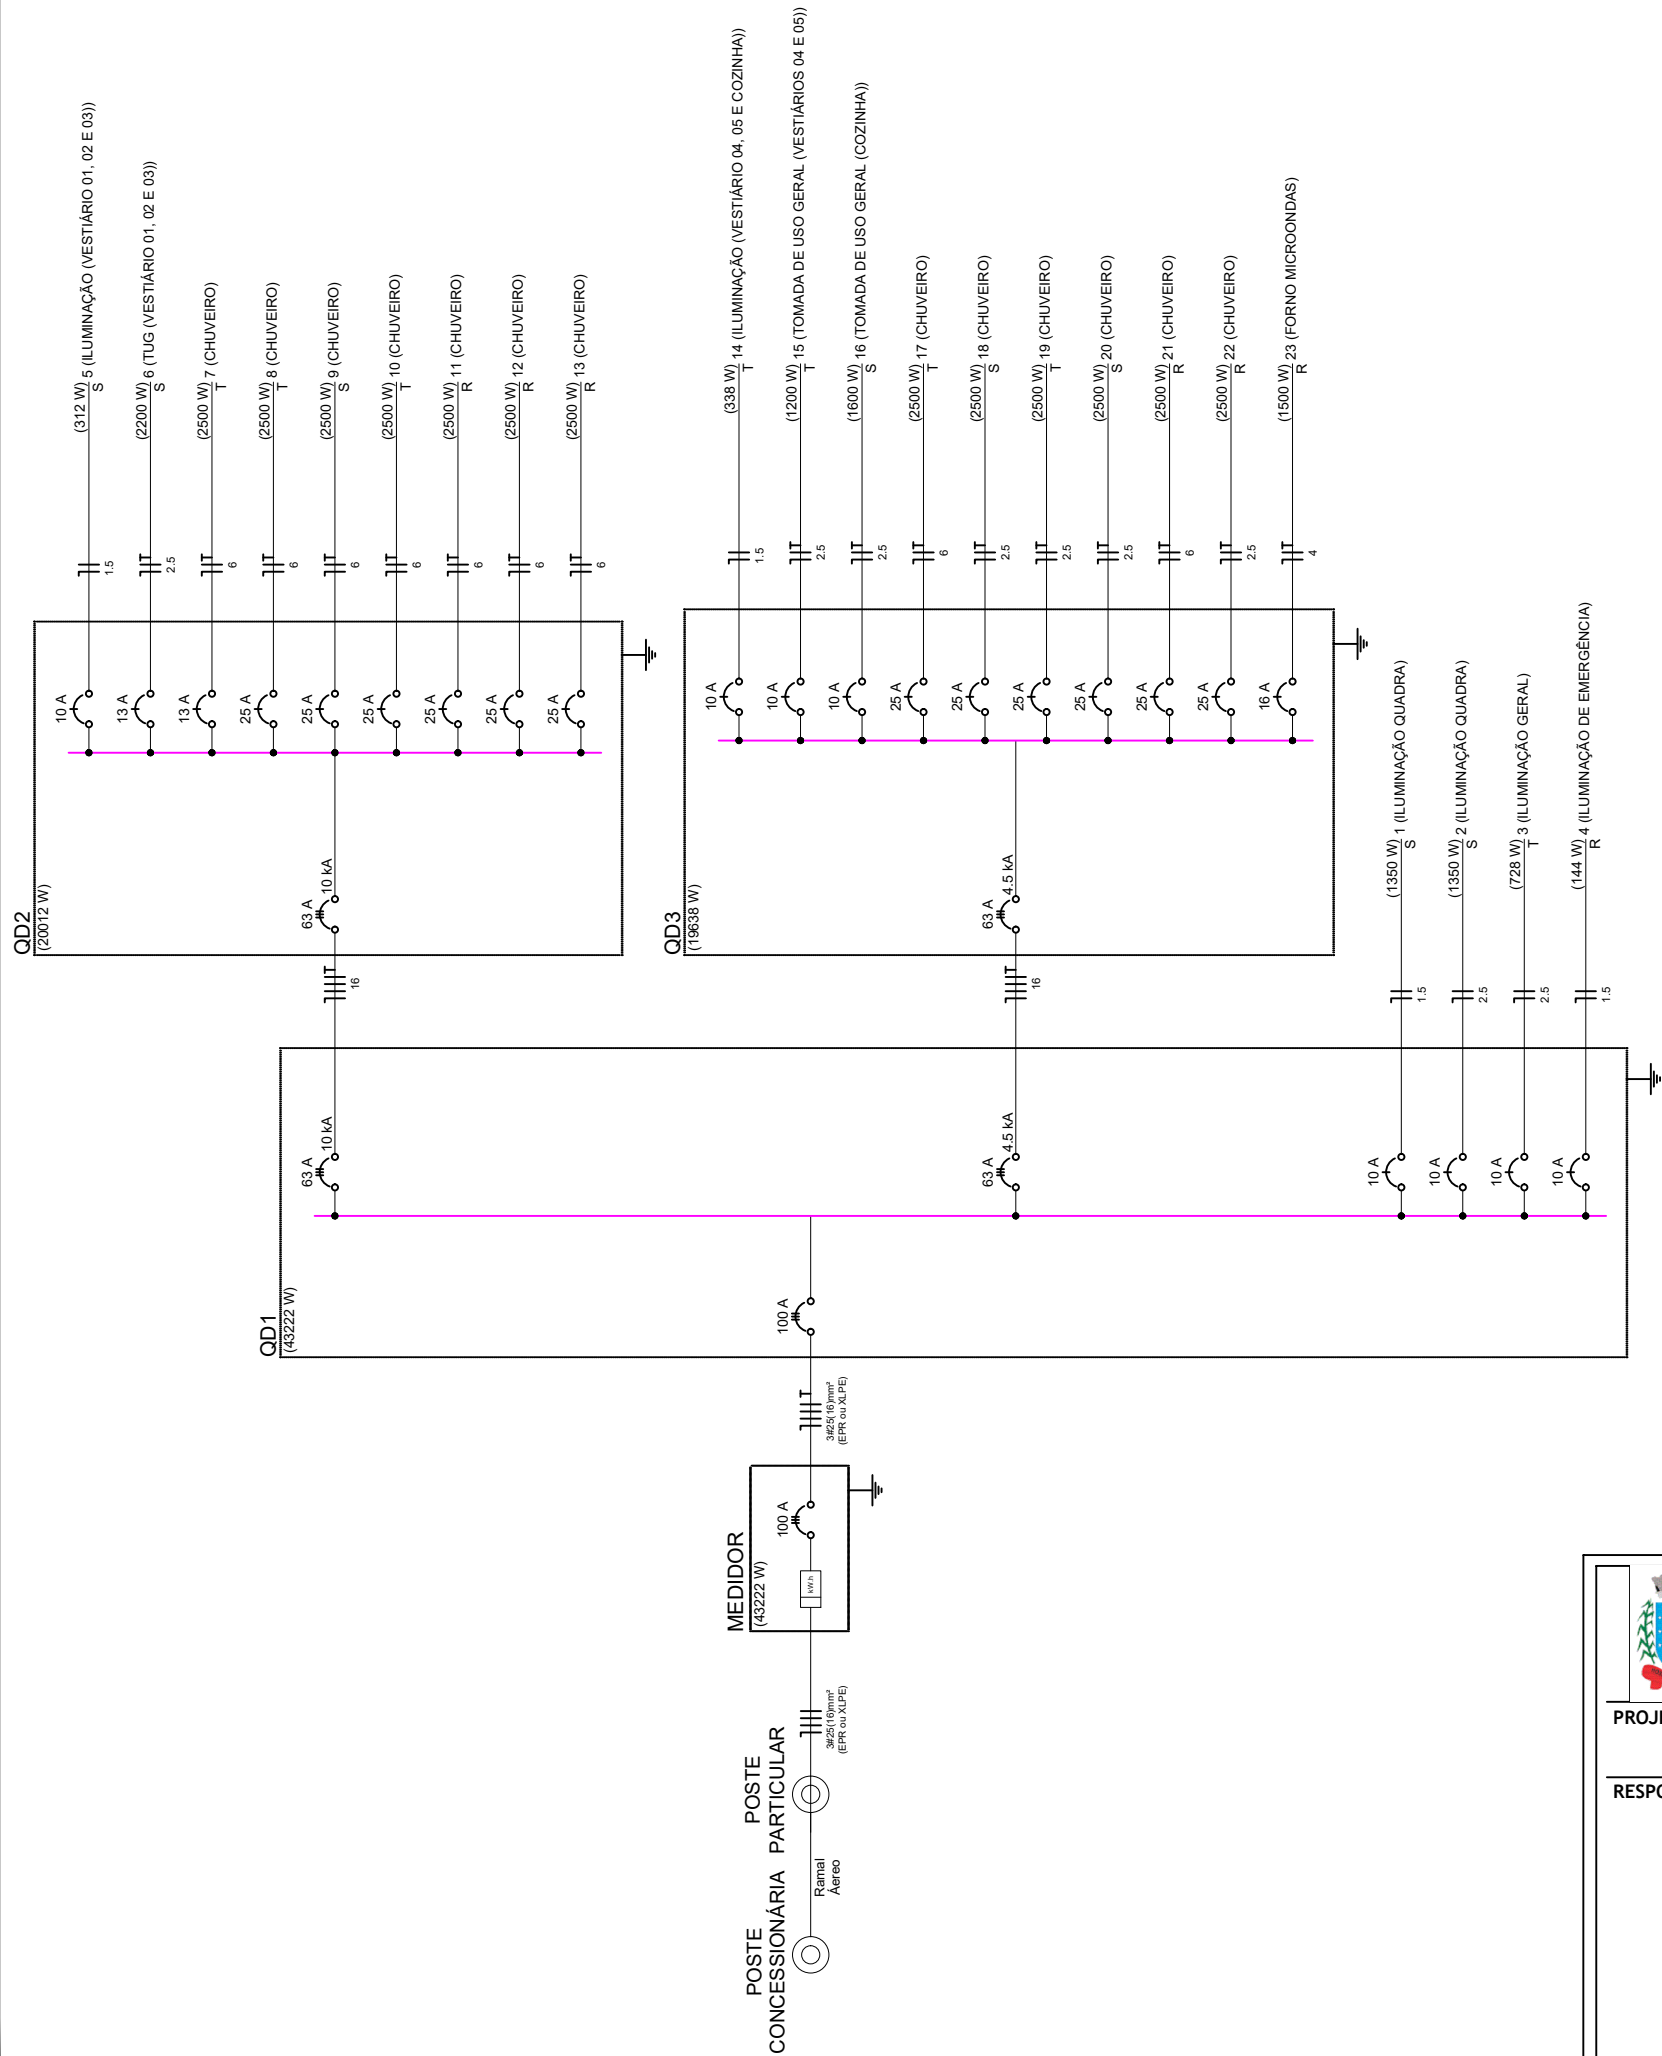 QD2
(20012 W)
63 A
10 kA
16
10 A
1.5
(312 W)
5 (ILUMINAÇÃO (VESTIÁRIO 01, 02 E 03))
S
13 A
2.5
(2200 W)
6 (TUG (VESTIÁRIO 01, 02 E 03))
S
13 A
6
(2500 W)
7 (CHUVEIRO)
T
25 A
6
(2500 W)
8 (CHUVEIRO)
T
25 A
6
(2500 W)
9 (CHUVEIRO)
S
25 A
6
(2500 W)
10 (CHUVEIRO)
T
25 A
6
(2500 W)
11 (CHUVEIRO)
R
25 A
6
(2500 W)
12 (CHUVEIRO)
R
25 A
6
(2500 W)
13 (CHUVEIRO)
R
QD3
(19638 W)
63 A
4.5 kA
16
10 A
1.5
(338 W)
14 (ILUMINAÇÃO (VESTIÁRIO 04, 05 E COZINHA))
T
10 A
2.5
(1200 W)
15 (TOMADA DE USO GERAL (VESTIÁRIOS 04 E 05))
T
10 A
2.5
(1600 W)
16 (TOMADA DE USO GERAL (COZINHA))
S
25 A
6
(2500 W)
17 (CHUVEIRO)
T
25 A
2.5
(2500 W)
18 (CHUVEIRO)
S
25 A
2.5
(2500 W)
19 (CHUVEIRO)
T
25 A
2.5
(2500 W)
20 (CHUVEIRO)
S
25 A
6
(2500 W)
21 (CHUVEIRO)
R
25 A
2.5
(2500 W)
22 (CHUVEIRO)
R
16 A
4
(1500 W)
23 (FORNO MICROONDAS)
R
QD1
(43222 W)
100 A
63 A
10 kA
63 A
4.5 kA
10 A
1.5
(1350 W)
1 (ILUMINAÇÃO QUADRA)
S
10 A
2.5
(1350 W)
2 (ILUMINAÇÃO QUADRA)
S
10 A
2.5
(728 W)
3 (ILUMINAÇÃO GERAL)
T
10 A
1.5
(144 W)
4 (ILUMINAÇÃO DE EMERGÊNCIA)
R
3#25(16)mm²
(EPR ou XLPE)
MEDIDOR
(43222 W)
kW.h
100 A
3#25(16)mm²
(EPR ou XLPE)
POSTE
PARTICULAR
Ramal
Áereo
POSTE
CONCESSIONÁRIA